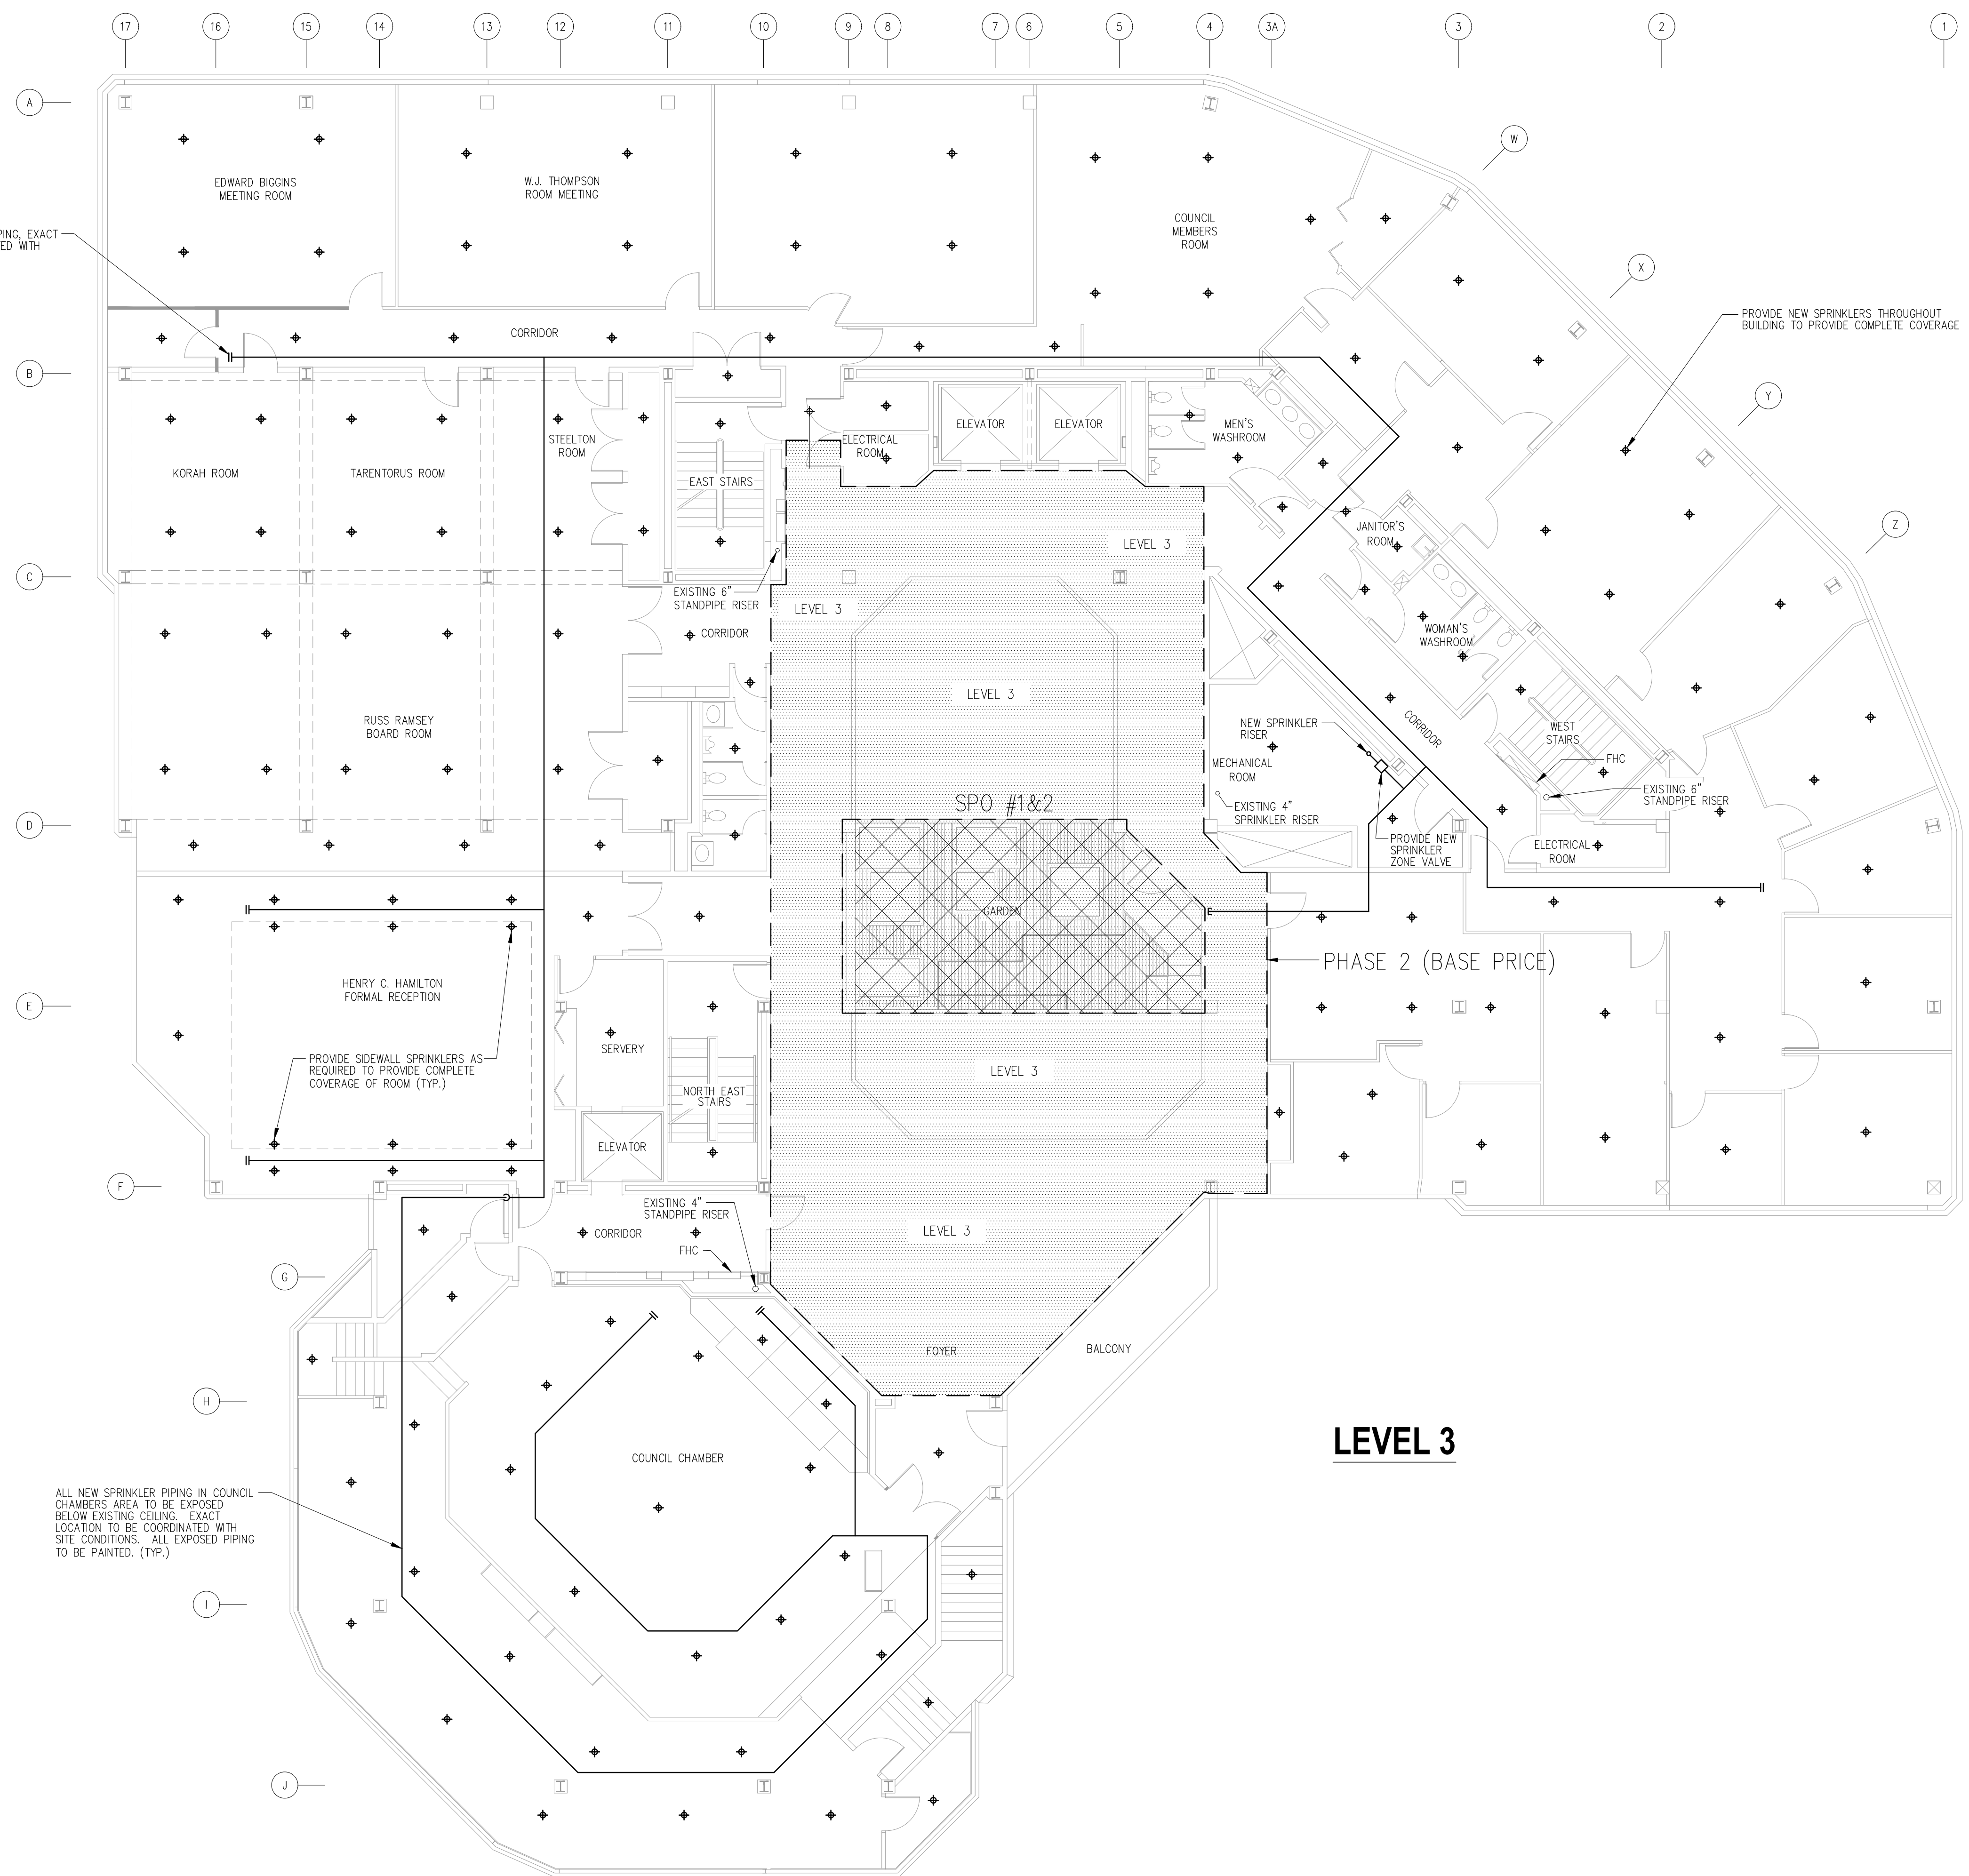 17
16
15
14
13
12
11
10
9
8
7
6
5
4
3A
3
2
1
A
W
EDWARD BIGGINS
MEETING ROOM
W.J. THOMPSON
ROOM MEETING
COUNCIL
MEMBERS
ROOM
PING, EXACT
ED WITH
X
PROVIDE NEW SPRINKLERS THROUGHOUT
BUILDING TO PROVIDE COMPLETE COVERAGE
CORRIDOR
B
Y
STEELTON
ROOM
ELECTRICAL
ROOM
ELEVATOR
ELEVATOR
MEN'S
WASHROOM
KORAH ROOM
TARENTORUS ROOM
EAST STAIRS
Z
JANITOR'S
ROOM
LEVEL 3
C
EXISTING 6"
STANDPIPE RISER
LEVEL 3
CORRIDOR
WOMAN'S
WASHROOM
LEVEL 3
RUSS RAMSEY
BOARD ROOM
NEW SPRINKLER
RISER
CORRIDOR
WEST
STAIRS
FHC
MECHANICAL
ROOM
EXISTING 6"
STANDPIPE RISER
SPO #1&2
EXISTING 4"
SPRINKLER RISER
D
PROVIDE NEW
SPRINKLER
ZONE VALVE
ELECTRICAL
ROOM
GARDEN
PHASE 2 (BASE PRICE)
HENRY C. HAMILTON
FORMAL RECEPTION
E
SERVERY
PROVIDE SIDEWALL SPRINKLERS AS
REQUIRED TO PROVIDE COMPLETE
COVERAGE OF ROOM (TYP.)
LEVEL 3
NORTH EAST
STAIRS
ELEVATOR
F
EXISTING 4"
STANDPIPE RISER
CORRIDOR
LEVEL 3
FHC
G
FOYER
BALCONY
H
LEVEL 3
COUNCIL CHAMBER
ALL NEW SPRINKLER PIPING IN COUNCIL
CHAMBERS AREA TO BE EXPOSED
BELOW EXISTING CEILING. EXACT
LOCATION TO BE COORDINATED WITH
SITE CONDITIONS. ALL EXPOSED PIPING
TO BE PAINTED. (TYP.)
I
J